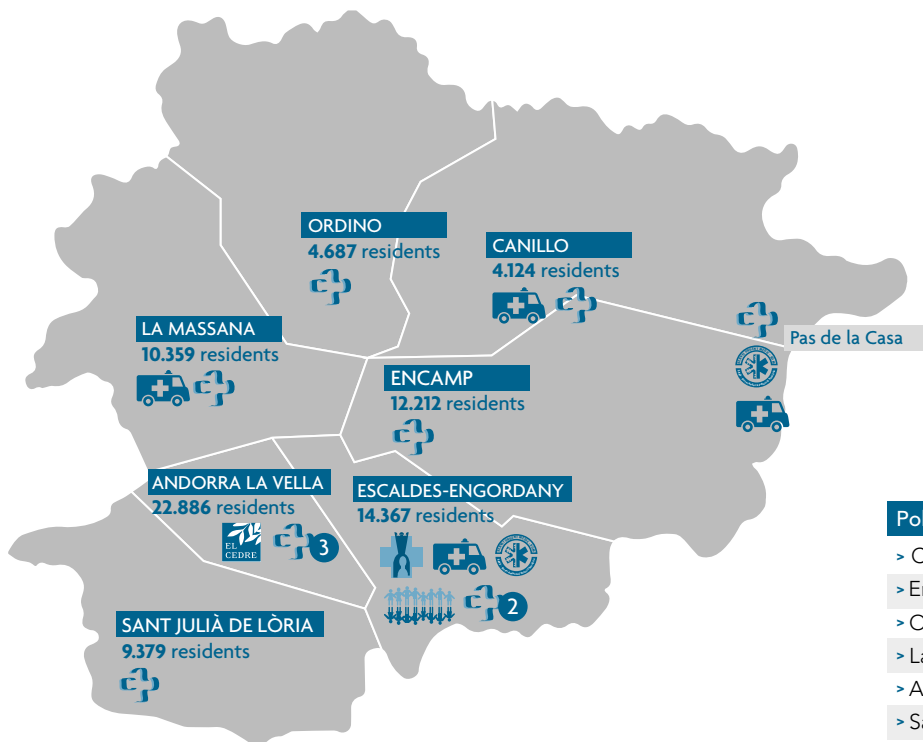 ORDINO
4.687 residents
CANILLO
4.124 residents
LA MASSANA
10.359 residents
Pas de la Casa
ENCAMP
12.212 residents
ANDORRA LA VELLA
22.886 residents
EL
CEDRE
3
ESCALDES-ENGORDANY
14.367 residents
2
SANT JULIÀ DE LÒRIA
9.379 residents